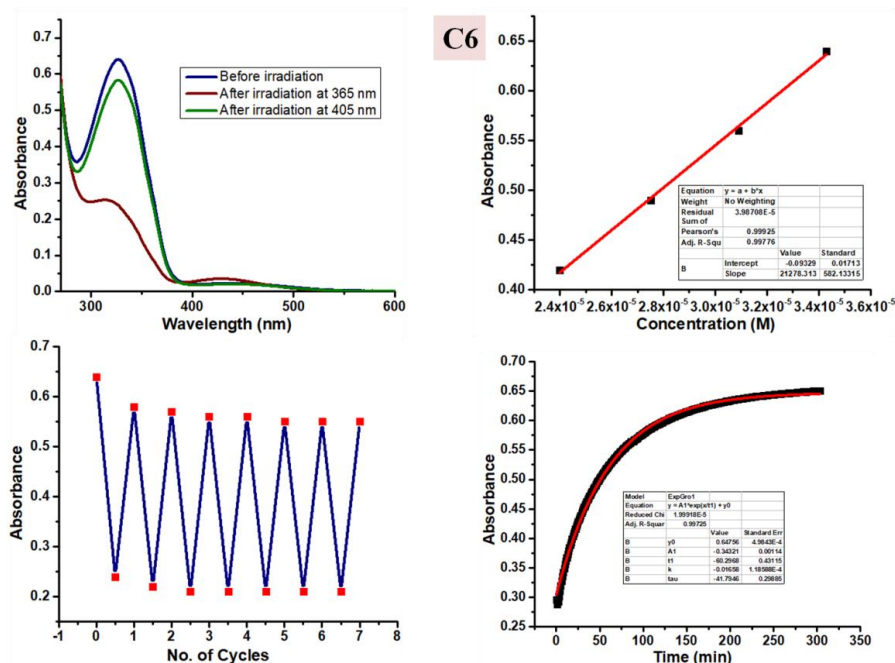 C6
Absorbance
0.7
0.6
0.5
0.4
0.3
0.2
0.1
0.0
300
400
500
600
Wavelength (nm)
Before irradiation
After irradiation at 365 nm
After irradiation at 405 nm
Absorbance
0.65
0.60
0.55
0.50
0.45
0.40
2.4x10⁻⁵ 2.6x10⁻⁵ 2.8x10⁻⁵ 3.0x10⁻⁵ 3.2x10⁻⁵ 3.4x10⁻⁵ 3.6x10⁻⁵
Concentration (M)
Equation y = a + b*x
Weight No Weighting
Residual Sum of 3.98708E-5
Pearson's 0.99925
Adj. R-Squ 0.99776
Value Standard
B Intercept -0.09329 0.01713
Slope 21278.313 582.13315
Absorbance
0.7
0.6
0.5
0.4
0.3
0.2
-1 0 1 2 3 4 5 6 7 8
No. of Cycles
Absorbance
0.70
0.65
0.60
0.55
0.50
0.45
0.40
0.35
0.30
0.25
0 50 100 150 200 250 300 350
Time (min)
Model ExpGro1
Equation y = A1*exp(x/t1) + y0
Reduced Chi 1.99918E-5
Adj. R-Squar 0.99725
Value Standard Err
B y0 0.64756 4.9843E-4
B A1 -0.34321 0.00114
B t1 -60.2968 0.43115
B k -0.01658 1.18588E-4
B tau -41.7946 0.29885